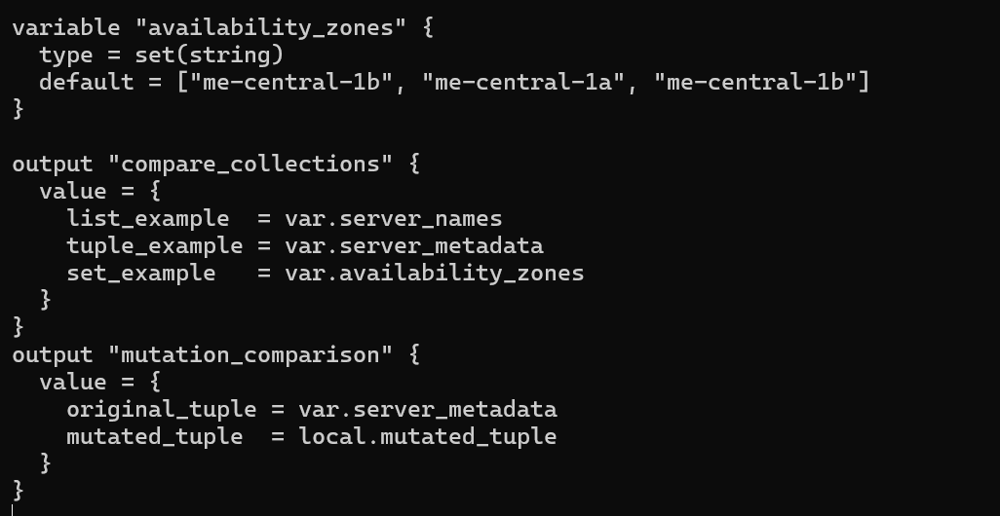 variable "availability_zones" {
  type = set(string)
  default = ["me-central-1b", "me-central-1a", "me-central-1b"]
}

output "compare_collections" {
  value = {
    list_example  = var.server_names
    tuple_example = var.server_metadata
    set_example   = var.availability_zones
  }
}
output "mutation_comparison" {
  value = {
    original_tuple = var.server_metadata
    mutated_tuple  = local.mutated_tuple
  }
}